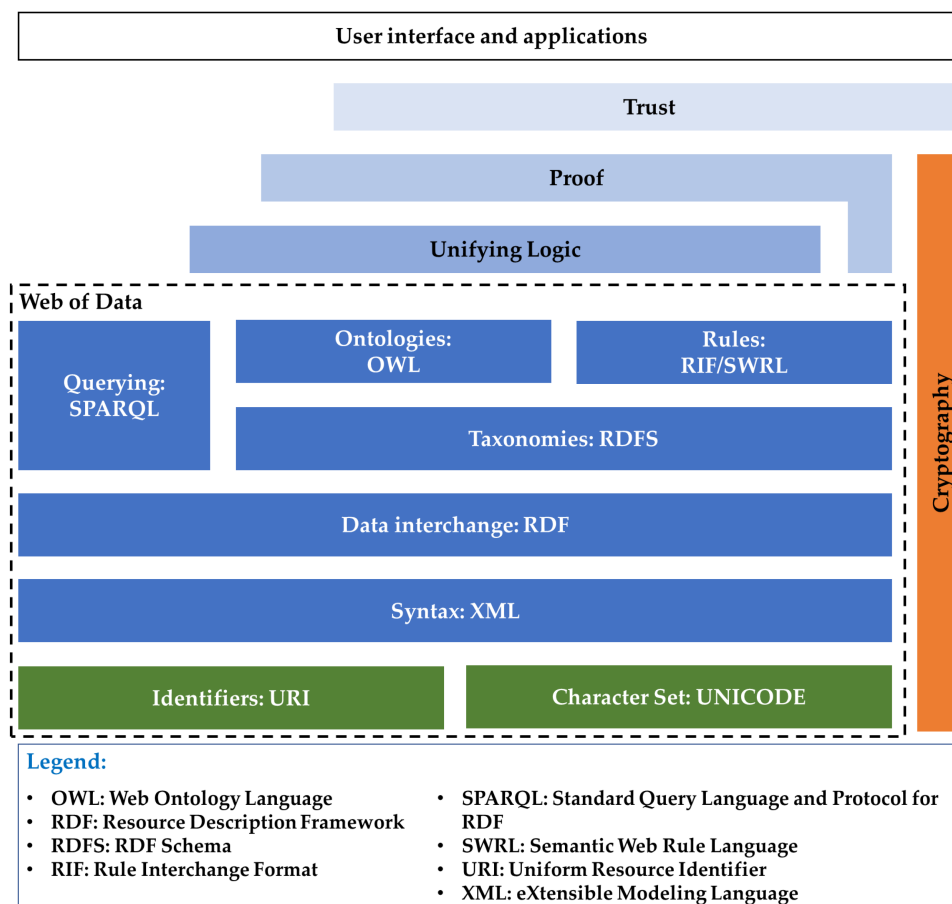 User interface and applications
Trust
Proof
Unifying Logic
Web of Data
Querying:
SPARQL
Ontologies:
OWL
Rules:
RIF/SWRL
Taxonomies: RDFS
Data interchange: RDF
Syntax: XML
Identifiers: URI
Character Set: UNICODE
Cryptography
Legend:
• OWL: Web Ontology Language
• RDF: Resource Description Framework
• RDFS: RDF Schema
• RIF: Rule Interchange Format
• SPARQL: Standard Query Language and Protocol for
RDF
• SWRL: Semantic Web Rule Language
• URI: Uniform Resource Identifier
• XML: eXtensible Modeling Language